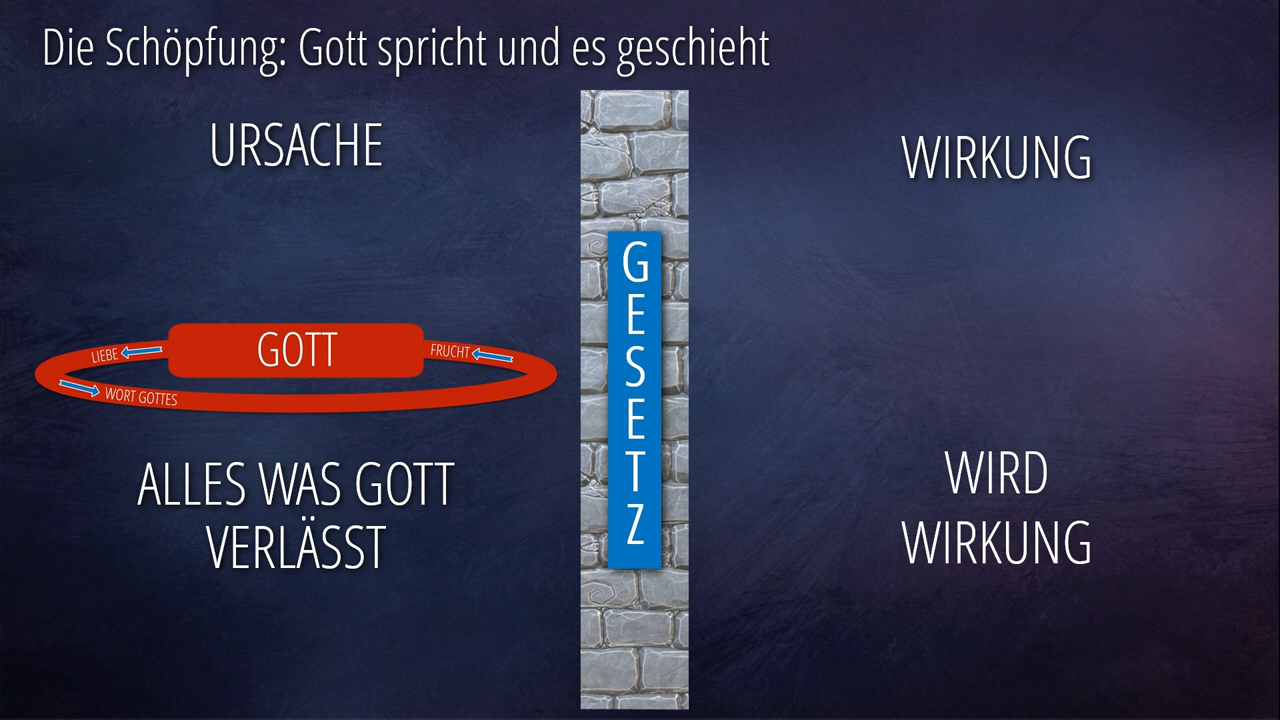 Die Schöpfung: Gott spricht und es geschieht
URSACHE
WIRKUNG
GESETZ
GOTT
LIEBE
FRUCHT
WORT GOTTES
ALLES WAS GOTT
VERLÄSST
WIRD
WIRKUNG